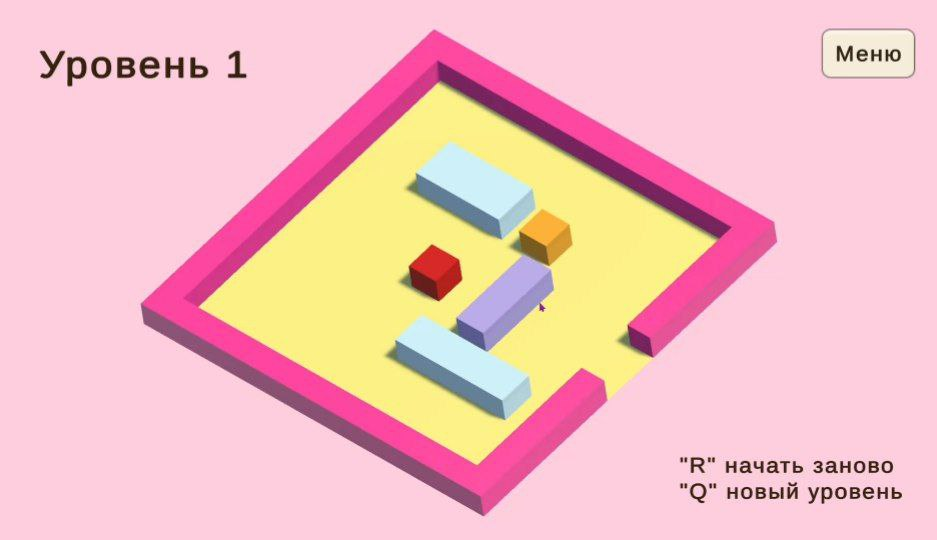 Уровень 1
Меню
"R" начать заново
"Q" новый уровень